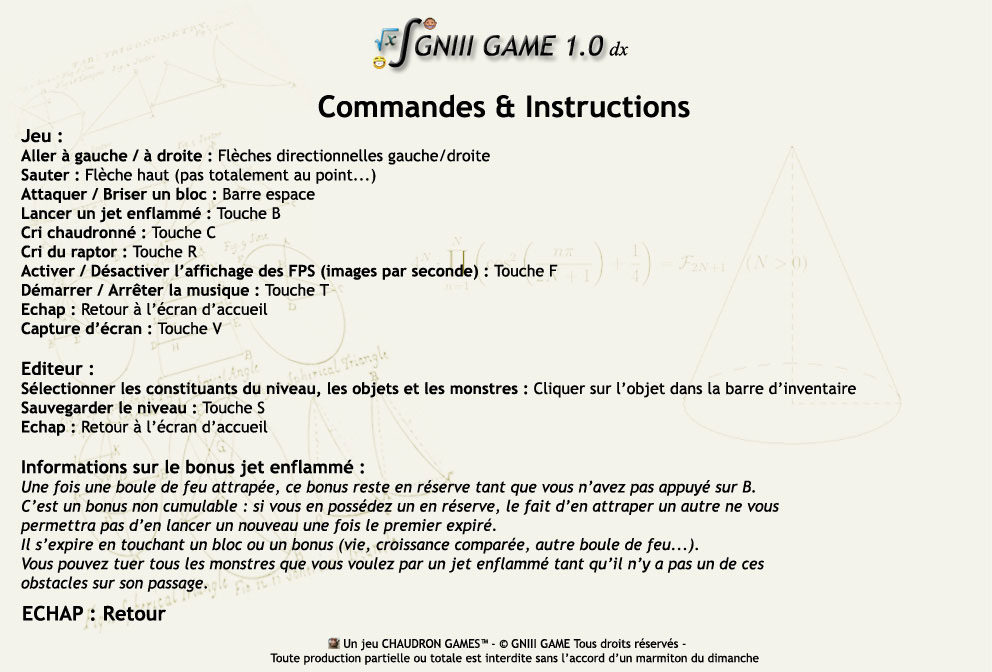 GNIII GAME 1.0 dx
Commandes & Instructions
Jeu :
Aller à gauche / à droite : Flèches directionnelles gauche/droite
Sauter : Flèche haut (pas totalement au point...)
Attaquer / Briser un bloc : Barre espace
Lancer un jet enflammé : Touche B
Cri chaudronné : Touche C
Cri du raptor : Touche R
Activer / Désactiver l'affichage des FPS (images par seconde) : Touche F
Démarrer / Arrêter la musique : Touche T
Echap : Retour à l'écran d'accueil
Capture d'écran : Touche V
Editeur :
Sélectionner les constituants du niveau, les objets et les monstres : Cliquer sur l'objet dans la barre d'inventaire
Sauvegarder le niveau : Touche S
Echap : Retour à l'écran d'accueil
Informations sur le bonus jet enflammé :
Une fois une boule de feu attrapée, ce bonus reste en réserve tant que vous n'avez pas appuyé sur B.
C'est un bonus non cumulable : si vous en possédez un en réserve, le fait d'en attraper un autre ne vous
permettra pas d'en lancer un nouveau une fois le premier expiré.
Il s'expire en touchant un bloc ou un bonus (vie, croissance comparée, autre boule de feu...).
Vous pouvez tuer tous les monstres que vous voulez par un jet enflammé tant qu'il n'y a pas un de ces
obstacles sur son passage.
ECHAP : Retour
Un jeu CHAUDRON GAMES™ - © GNIII GAME Tous droits réservés -
Toute production partielle ou totale est interdite sans l'accord d'un marmiton du dimanche